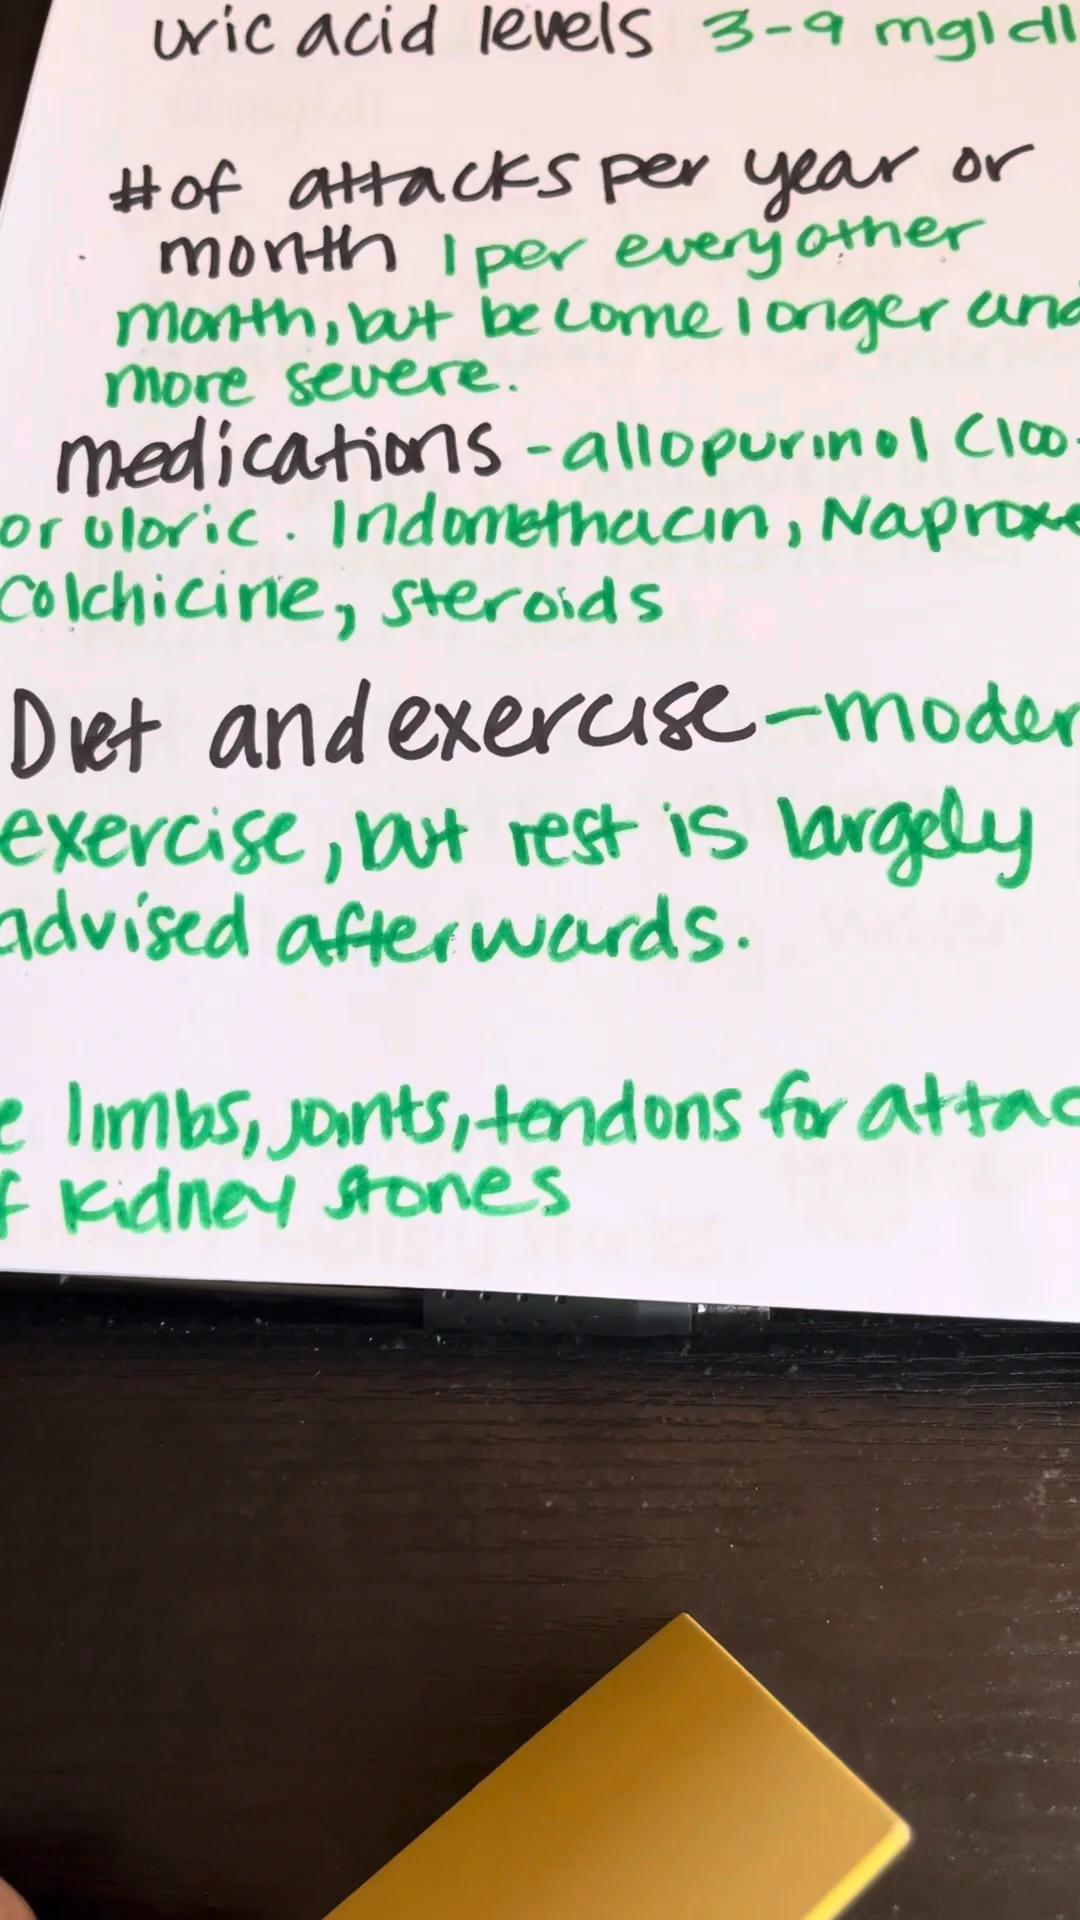 uric acid levels 3-9 mg/dl
# of attacks per year or
month 1 per every other
month, but become longer and
more severe.
medications - allopurinol (100
or uloric. Indomethacin, Naproxe
Colchicine, steroids
Diet and exercise - moder
exercise, but rest is largely
advised afterwards.
e limbs, joints, tendons for attac
f kidney stones